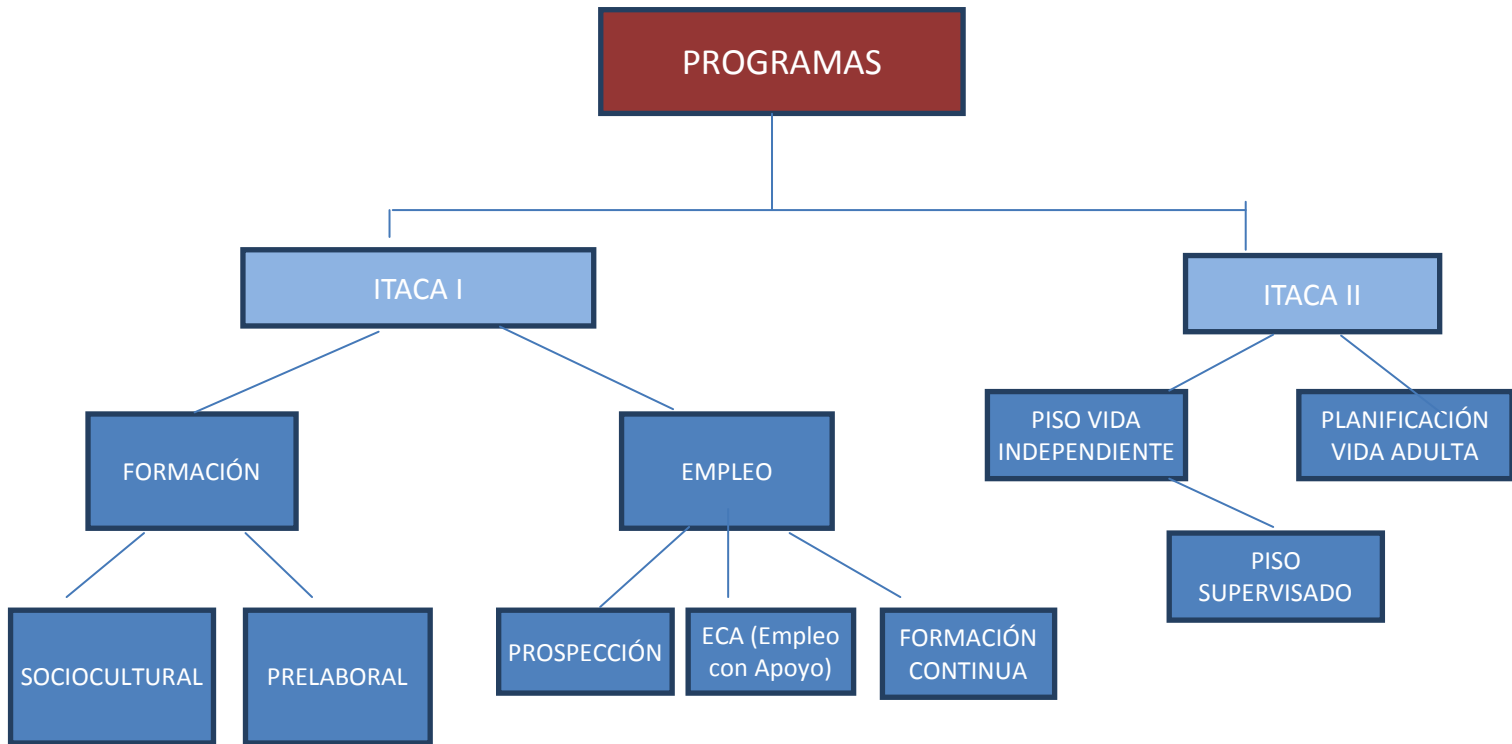 PROGRAMAS
ITACA I
ITACA II
FORMACIÓN
EMPLEO
PISO VIDA
INDEPENDIENTE
PLANIFICACIÓN
VIDA ADULTA
PISO
SUPERVISADO
SOCIOCULTURAL
PRELABORAL
PROSPECCIÓN
ECA (Empleo
con Apoyo)
FORMACIÓN
CONTINUA